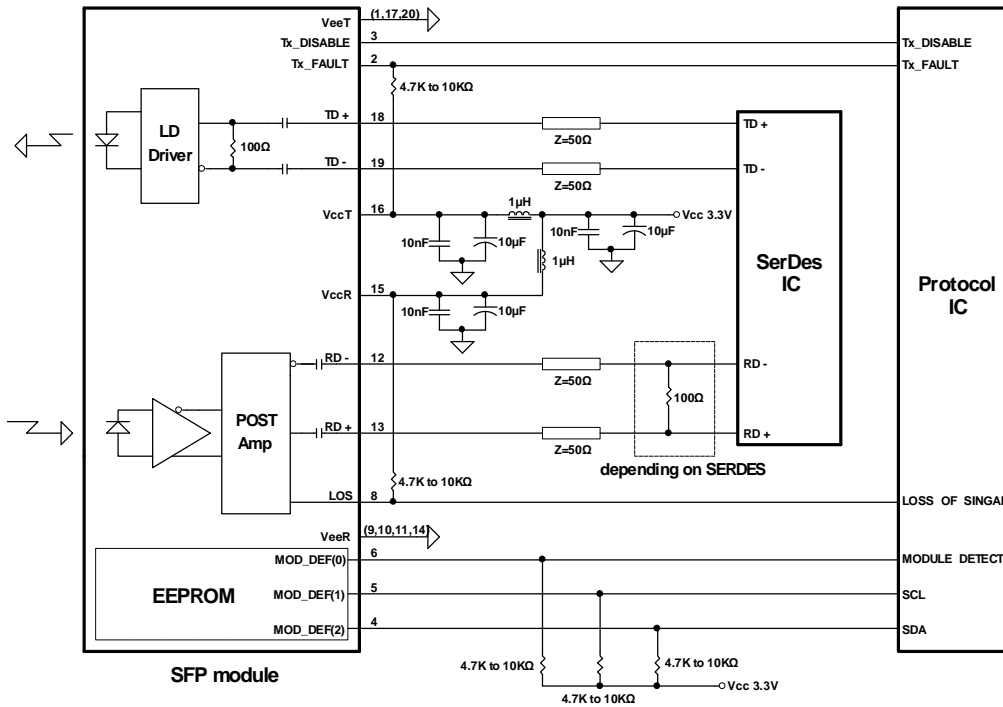 VeeT
(1,17,20)
Tx_DISABLE
3
Tx_DISABLE
Tx_FAULT
2
Tx_FAULT
4.7K to 10KΩ
LD
Driver
100Ω
TD +
18
Z=50Ω
TD +
TD -
19
Z=50Ω
TD -
VccT
16
1μH
Vcc 3.3V
10nF
10μF
10nF
10μF
1μH
SerDes
IC
Protocol
IC
VccR
15
10nF
10μF
RD -
12
Z=50Ω
RD -
100Ω
POST
Amp
RD +
13
Z=50Ω
RD +
depending on SERDES
4.7K to 10KΩ
LOS
8
LOSS OF SINGAL
VeeR
(9,10,11,14)
EEPROM
MOD_DEF(0)
6
MODULE DETECT
MOD_DEF(1)
5
SCL
MOD_DEF(2)
4
SDA
4.7K to 10KΩ
4.7K to 10KΩ
4.7K to 10KΩ
Vcc 3.3V
SFP module